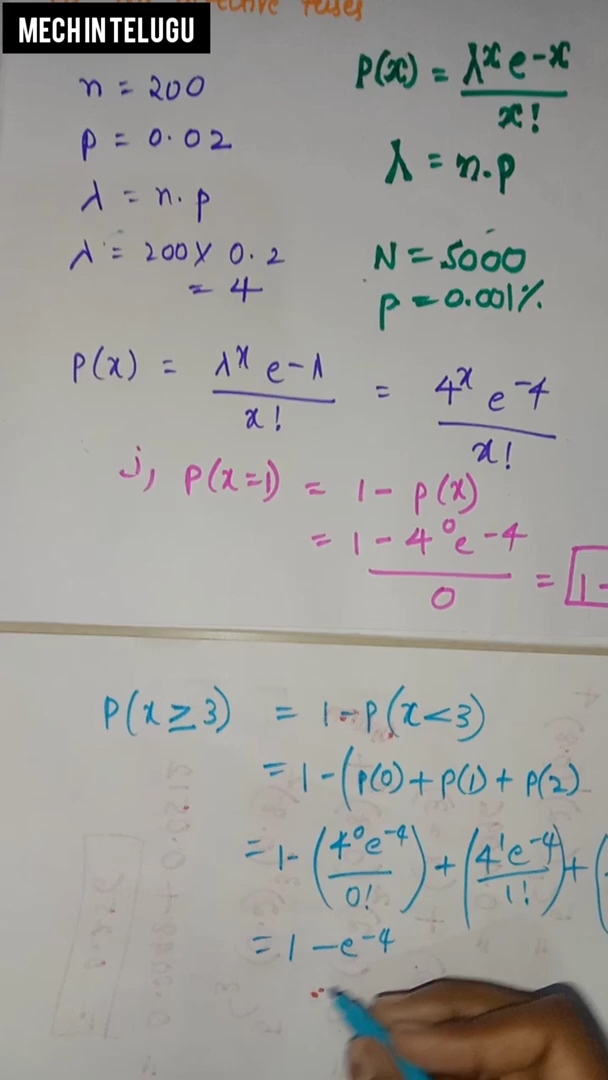 MECH IN TELUGU
fuses
n = 200
p = 0.02
λ = n.p
λ = 200 X 0.2
= 4
P(x) = λ^x e^-x / x!
λ = n.p
N = 5000
p = 0.001%
P(x) = λ^x e^-λ / x! = 4^x e^-4 / x!
j, P(x=1) = 1 - P(x)
= 1 - 4^0 e^-4 / 0 = 1-
P(x ≥ 3) = 1 - P(x < 3)
= 1 - (P(0) + P(1) + P(2)
= 1 - (4^0 e^-4 / 0!) + (4^1 e^-4 / 1!) + (
= 1 - e^-4